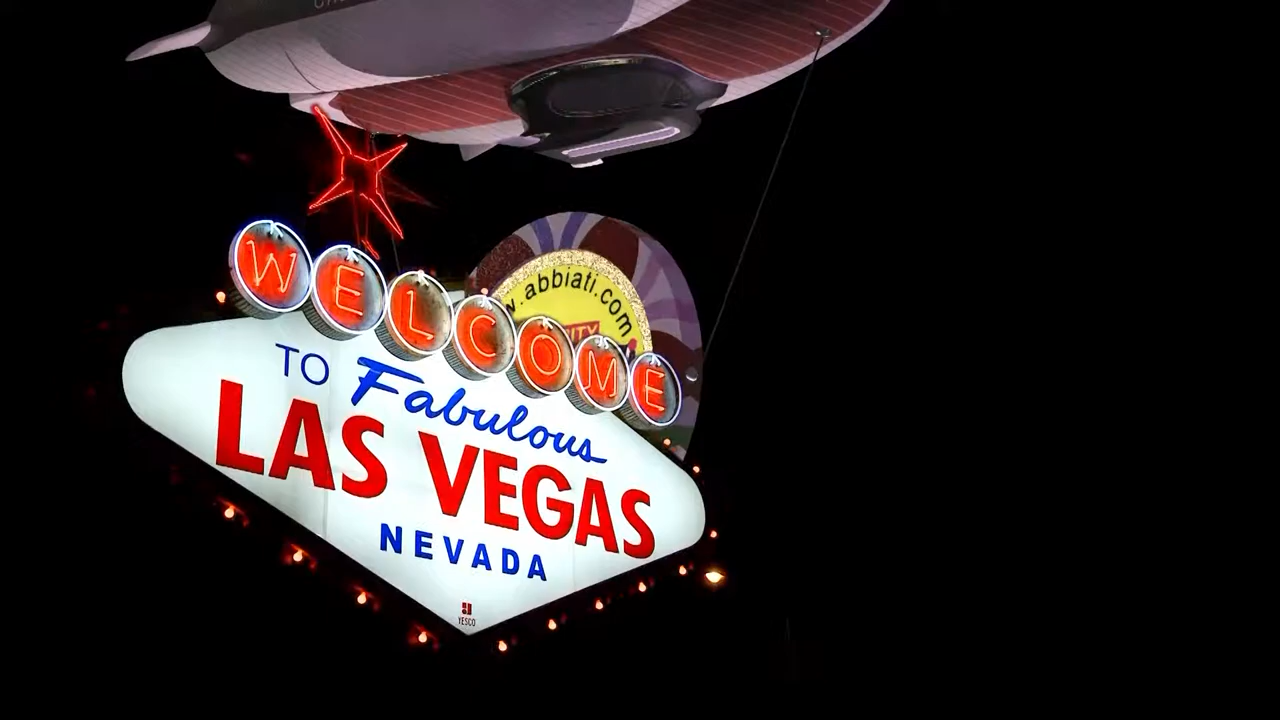 WELCOME
TO Fabulous
LAS VEGAS
NEVADA
YESCO
w.abbiati.com